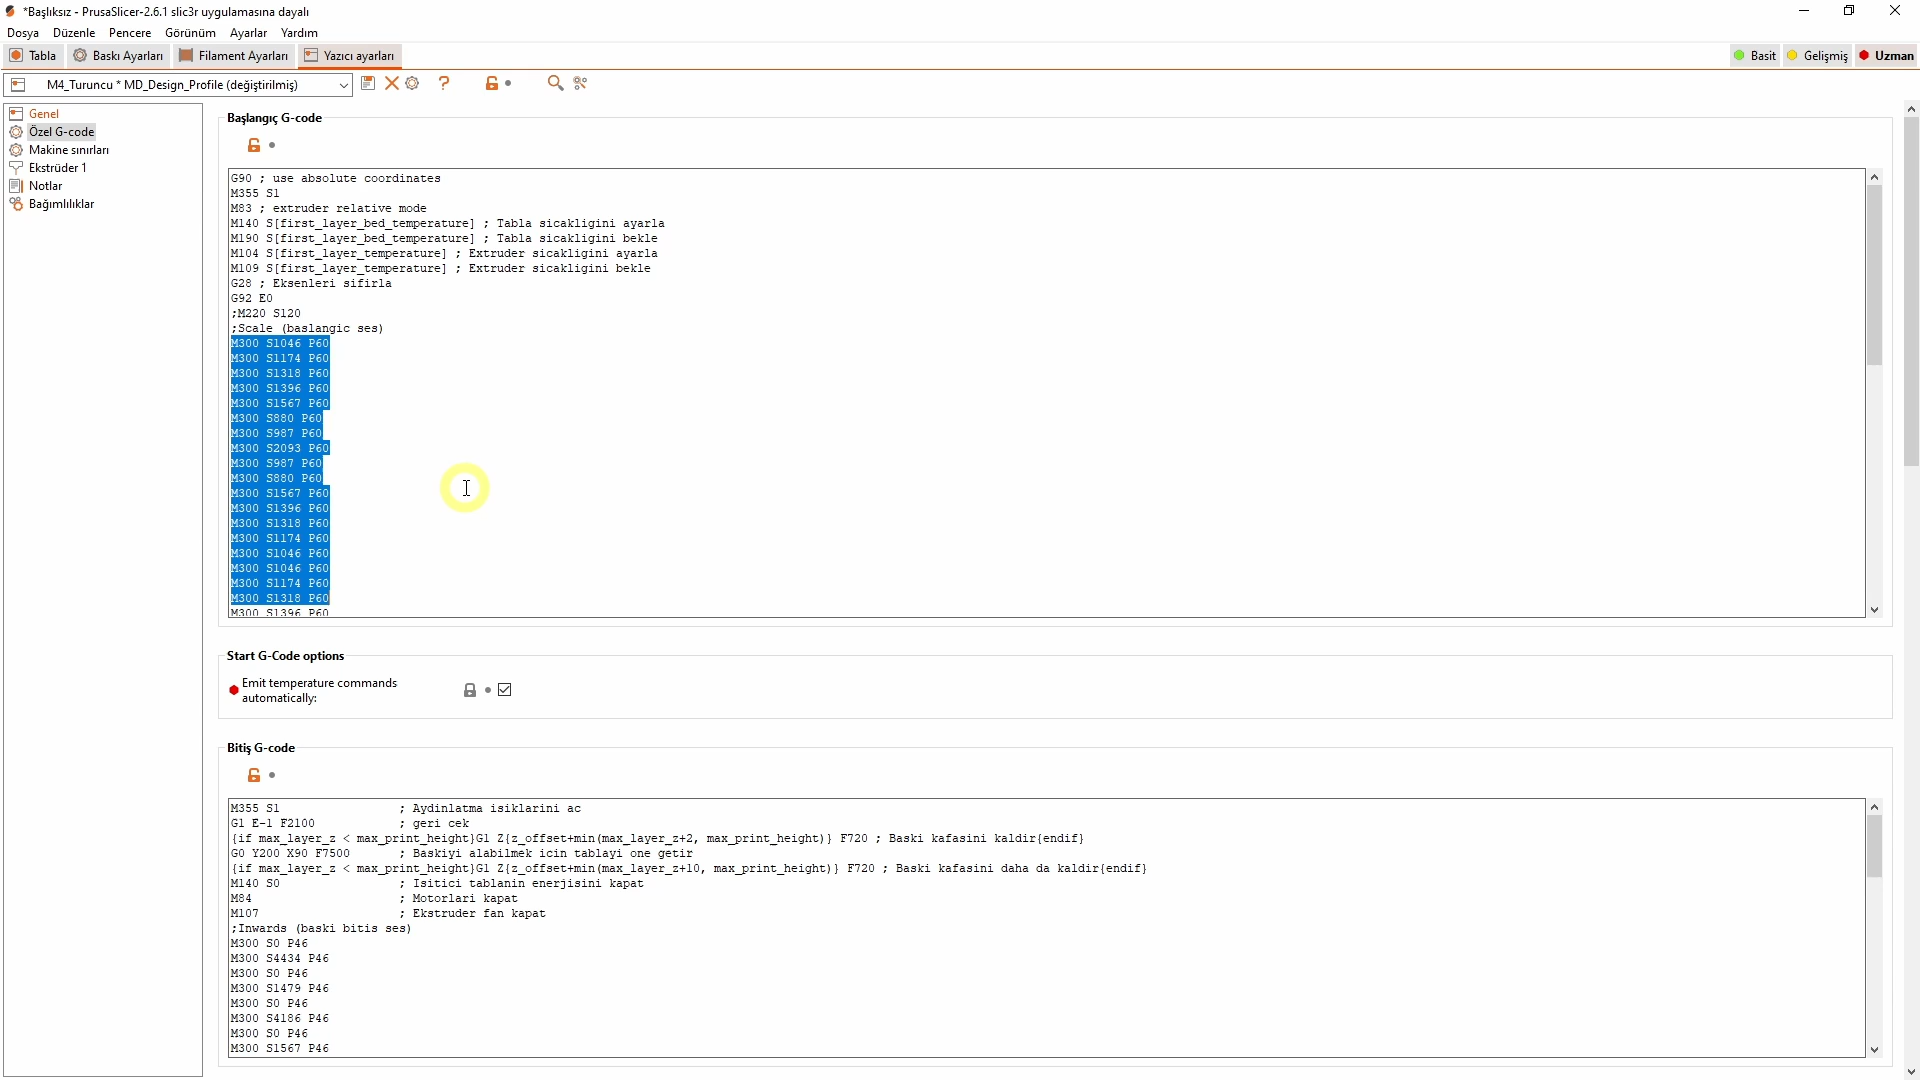 *Başlıksız - PrusaSlicer-2.6.1 slic3r uygulamasına dayalı
Dosya Düzenle Pencere Görünüm Ayarlar Yardım
Tabla Baskı Ayarları Filament Ayarları Yazıcı ayarları Basit Gelişmiş Uzman
M4_Turuncu * MD_Design_Profile (değiştirilmiş)
Genel
Özel G-code
Makine sınırları
Ekstrüder 1
Notlar
Bağımlılıklar
Başlangıç G-code
G90 ; use absolute coordinates
M355 S1
M83 ; extruder relative mode
M140 S[first_layer_bed_temperature] ; Tabla sicakligini ayarla
M190 S[first_layer_bed_temperature] ; Tabla sicakligini bekle
M104 S[first_layer_temperature] ; Extruder sicakligini ayarla
M109 S[first_layer_temperature] ; Extruder sicakligini bekle
G28 ; Eksenleri sifirla
G92 E0
;M220 S120
;Scale (baslangic ses)
M300 S1046 P60
M300 S1174 P60
M300 S1318 P60
M300 S1396 P60
M300 S1567 P60
M300 S880 P60
M300 S987 P60
M300 S2093 P60
M300 S987 P60
M300 S880 P60
M300 S1567 P60
M300 S1396 P60
M300 S1318 P60
M300 S1174 P60
M300 S1046 P60
M300 S1046 P60
M300 S1174 P60
M300 S1318 P60
M300 S1396 P60
Start G-Code options
Emit temperature commands
automatically:
Bitiş G-code
M355 S1 ; Aydinlatma isiklarini ac
G1 E-1 F2100 ; geri cek
{if max_layer_z < max_print_height}G1 Z{z_offset+min(max_layer_z+2, max_print_height)} F720 ; Baski kafasini kaldir{endif}
G0 Y200 X90 F7500 ; Baskiyi alabilmek icin tablayi one getir
{if max_layer_z < max_print_height}G1 Z{z_offset+min(max_layer_z+10, max_print_height)} F720 ; Baski kafasini daha da kaldir{endif}
M140 S0 ; Isitici tablanin enerjisini kapat
M84 ; Motorlari kapat
M107 ; Ekstruder fan kapat
;Inwards (baski bitis ses)
M300 S0 P46
M300 S4434 P46
M300 S0 P46
M300 S1479 P46
M300 S0 P46
M300 S4186 P46
M300 S0 P46
M300 S1567 P46